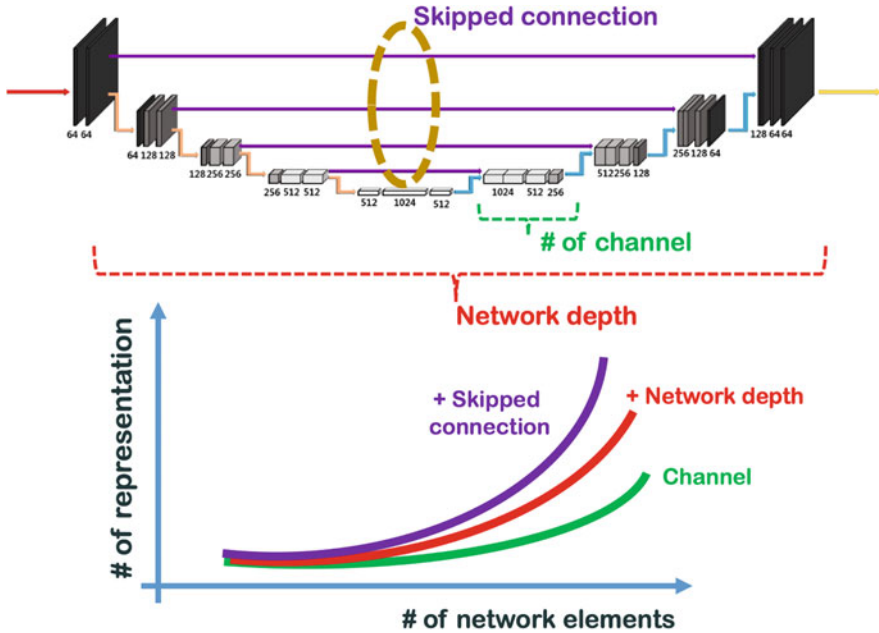 Skipped connection
64 64
128 64 64
64 128 128
256 128 64
128 256 256
512 256 128
256 512 512
1024 512 256
512 1024 512
# of channel
Network depth
# of representation
+ Skipped
connection
+ Network depth
Channel
# of network elements